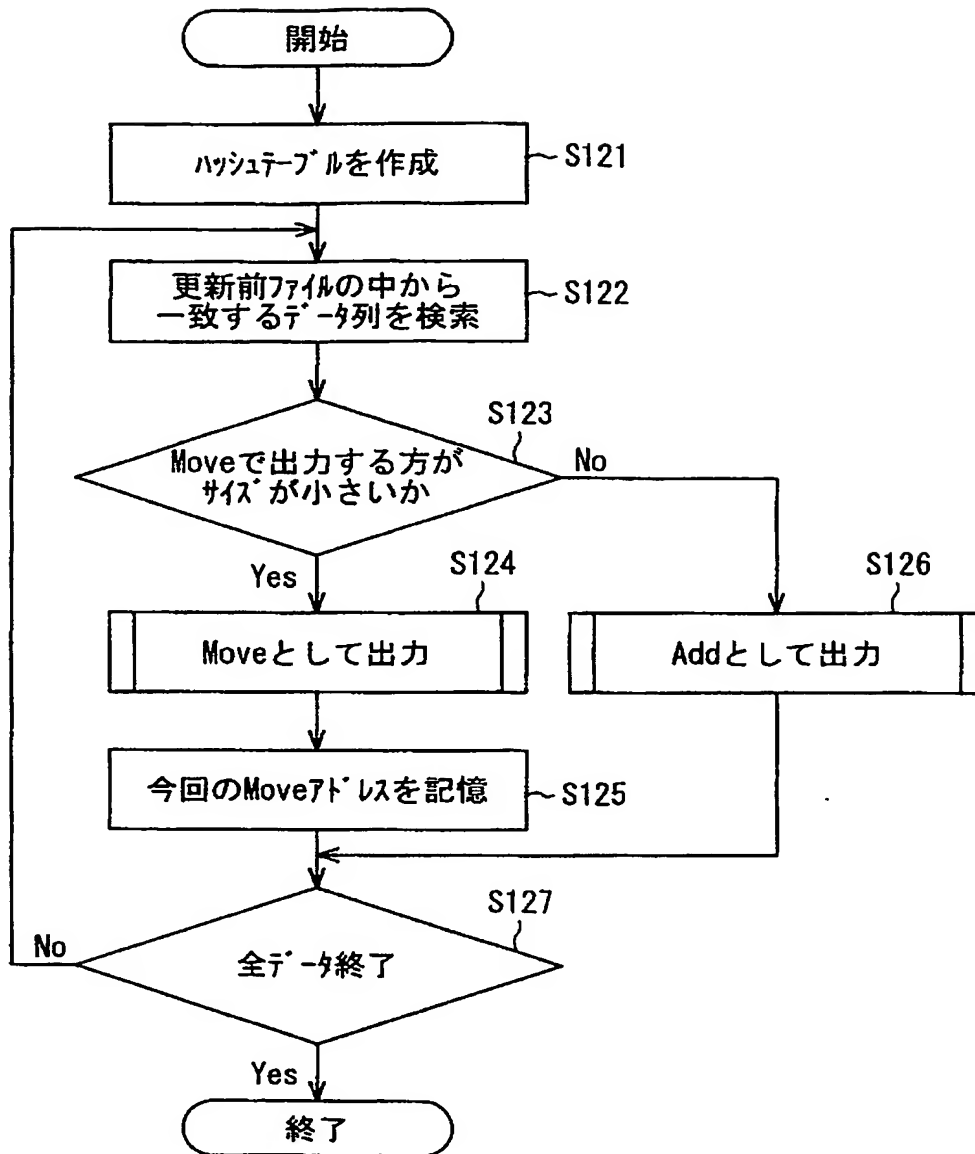 開始
ハッシュテーブルを作成
S121
更新前ファイルの中から
一致するデータ列を検索
S122
S123
Moveで出力する方が
サイズが小さいか
No
Yes
S124
S126
Moveとして出力
Addとして出力
今回のMoveアドレスを記憶
S125
S127
No
全データ終了
Yes
終了